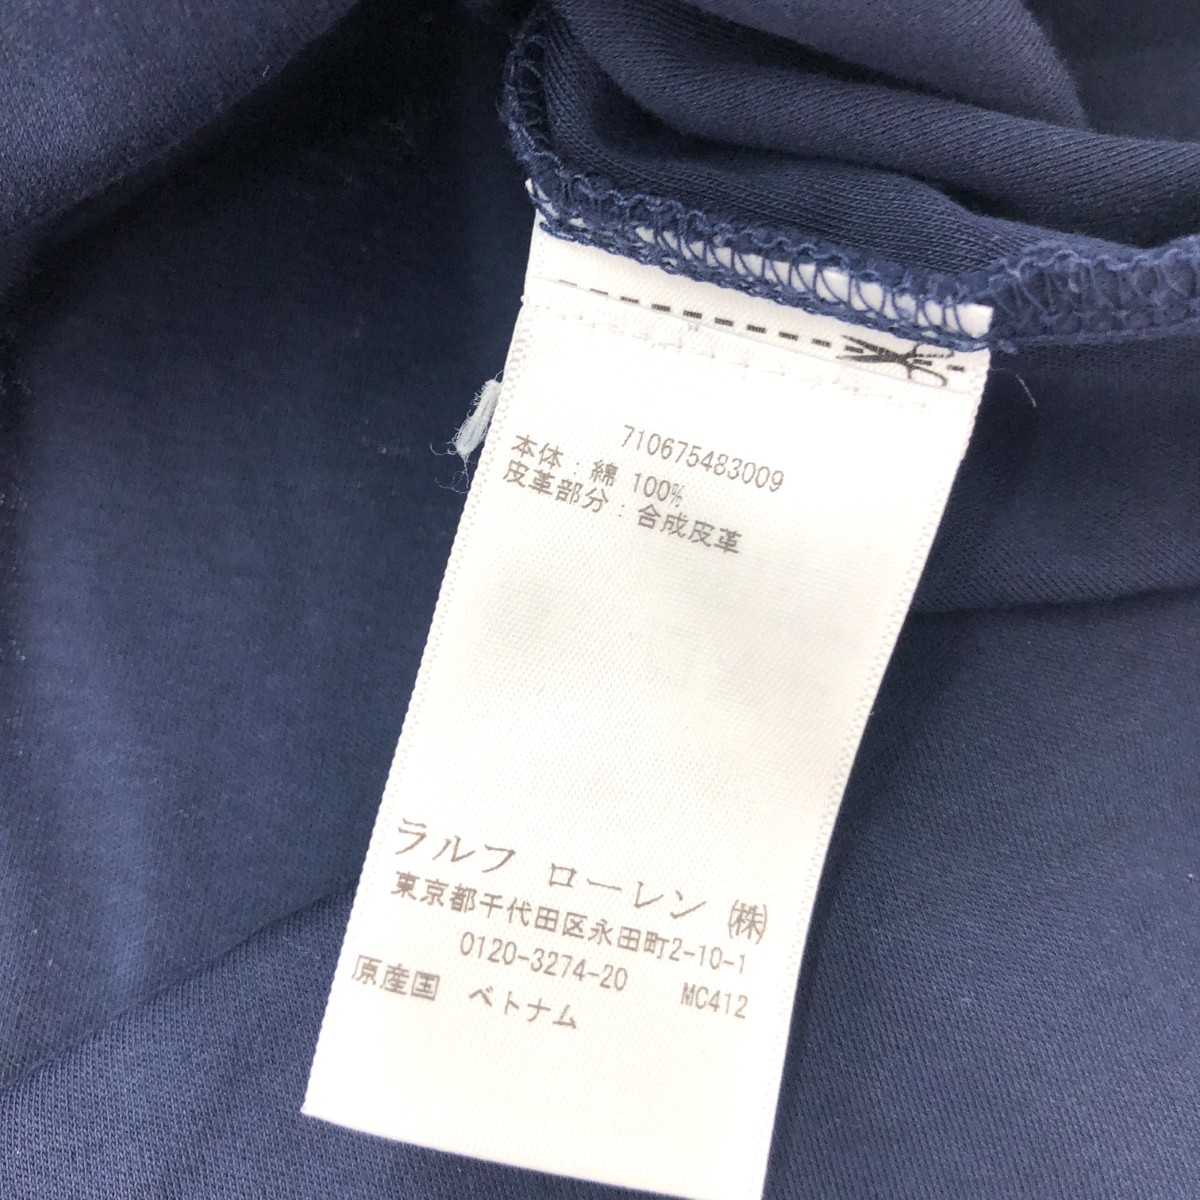 710675483009
本体：綿 100%
皮革部分：合成皮革
ラルフ ローレン ㈱
東京都千代田区永田町2-10-1
0120-3274-20 MC412
原産国 ベトナム